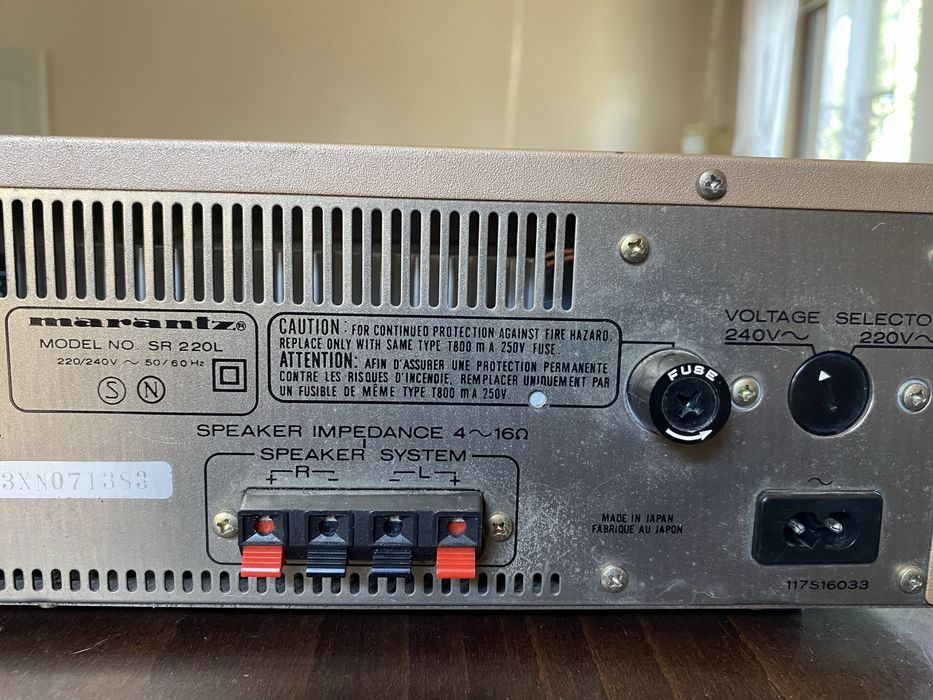 marantz®
MODEL NO. SR 220L
220/240V ～ 50/60 Hz
S N
CAUTION: FOR CONTINUED PROTECTION AGAINST FIRE HAZARD,
REPLACE ONLY WITH SAME TYPE T800 mA 250V FUSE.
ATTENTION: AFIN D'ASSURER UNE PROTECTION PERMANENTE
CONTRE LES RISQUES D'INCENDIE, REMPLACER UNIQUEMENT PAR
UN FUSIBLE DE MÊME TYPE T800 mA 250V.
FUSE
VOLTAGE SELECTO
240V～ 220V～
SPEAKER IMPEDANCE 4～16Ω
SPEAKER SYSTEM
+ R − − L +
3XN071383
MADE IN JAPAN
FABRIQUE AU JAPON
～
117S16033